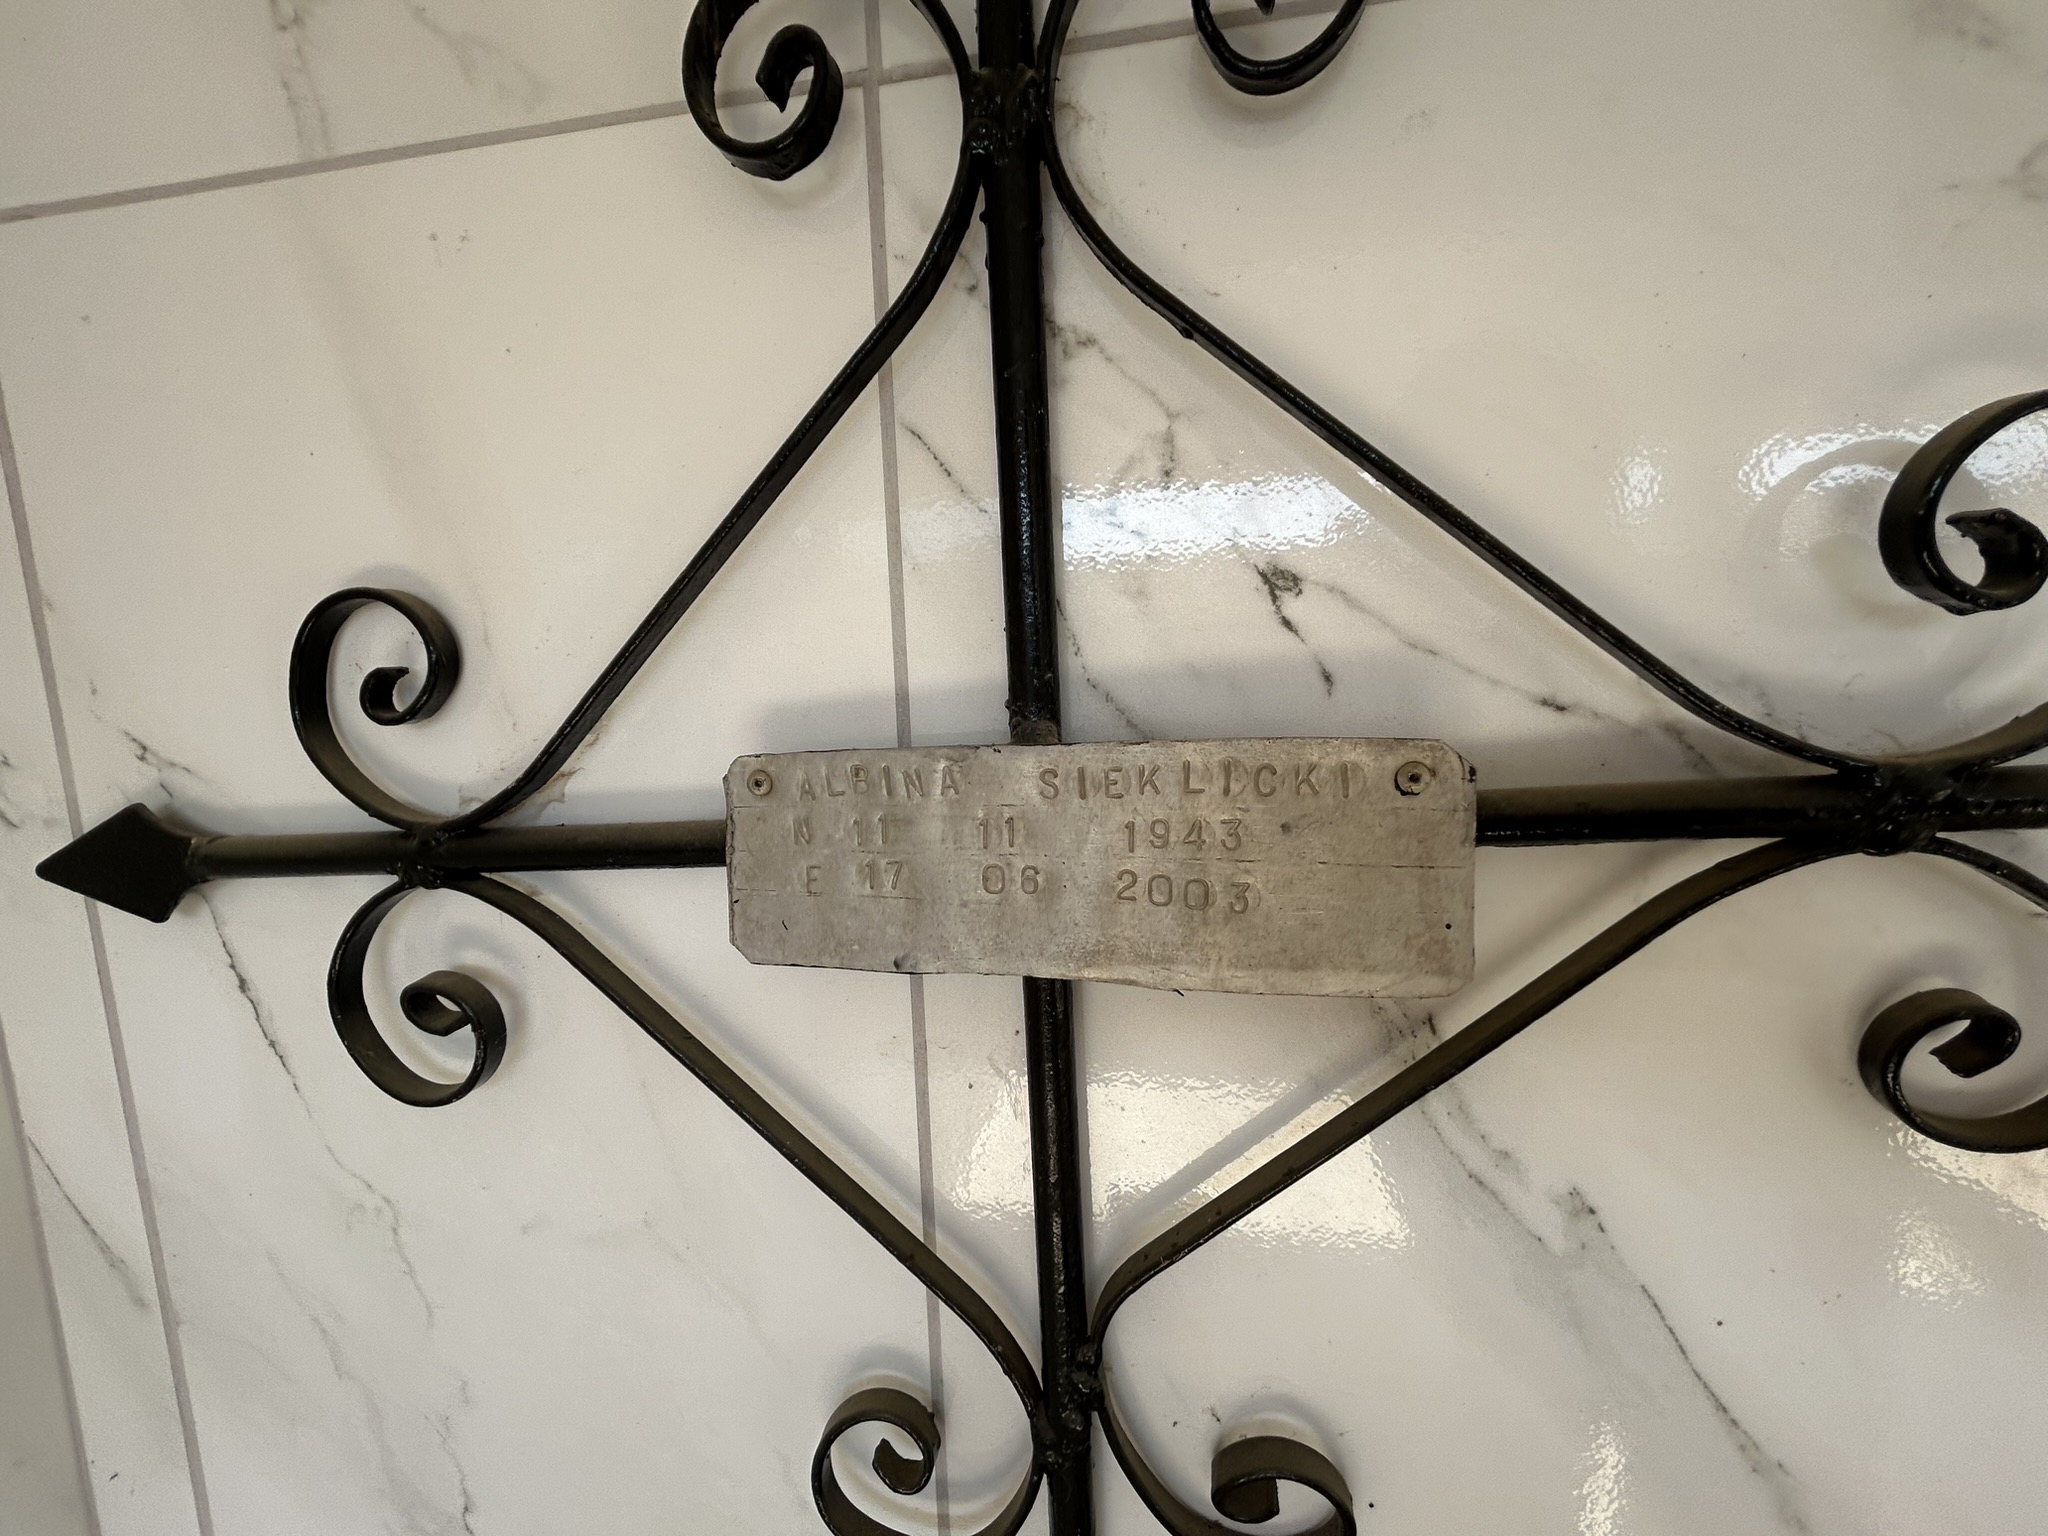 ALBINA SIEKLICKI
N 11 11 1943
E 17 06 2003